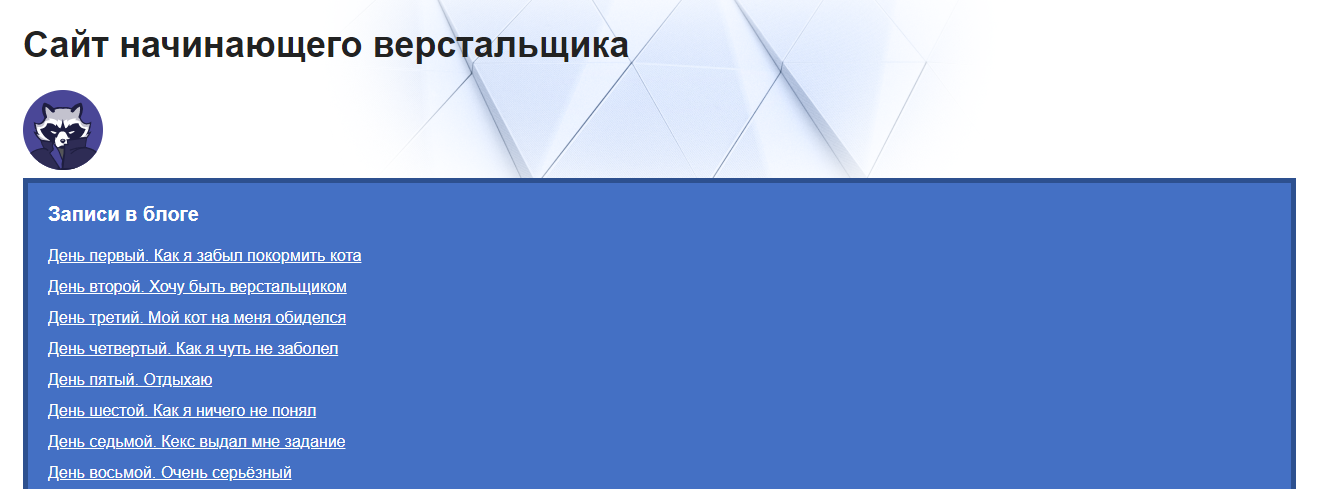 Сайт начинающего верстальщика
Записи в блоге
День первый. Как я забыл покормить кота
День второй. Хочу быть верстальщиком
День третий. Мой кот на меня обиделся
День четвертый. Как я чуть не заболел
День пятый. Отдыхаю
День шестой. Как я ничего не понял
День седьмой. Кекс выдал мне задание
День восьмой. Очень серьёзный